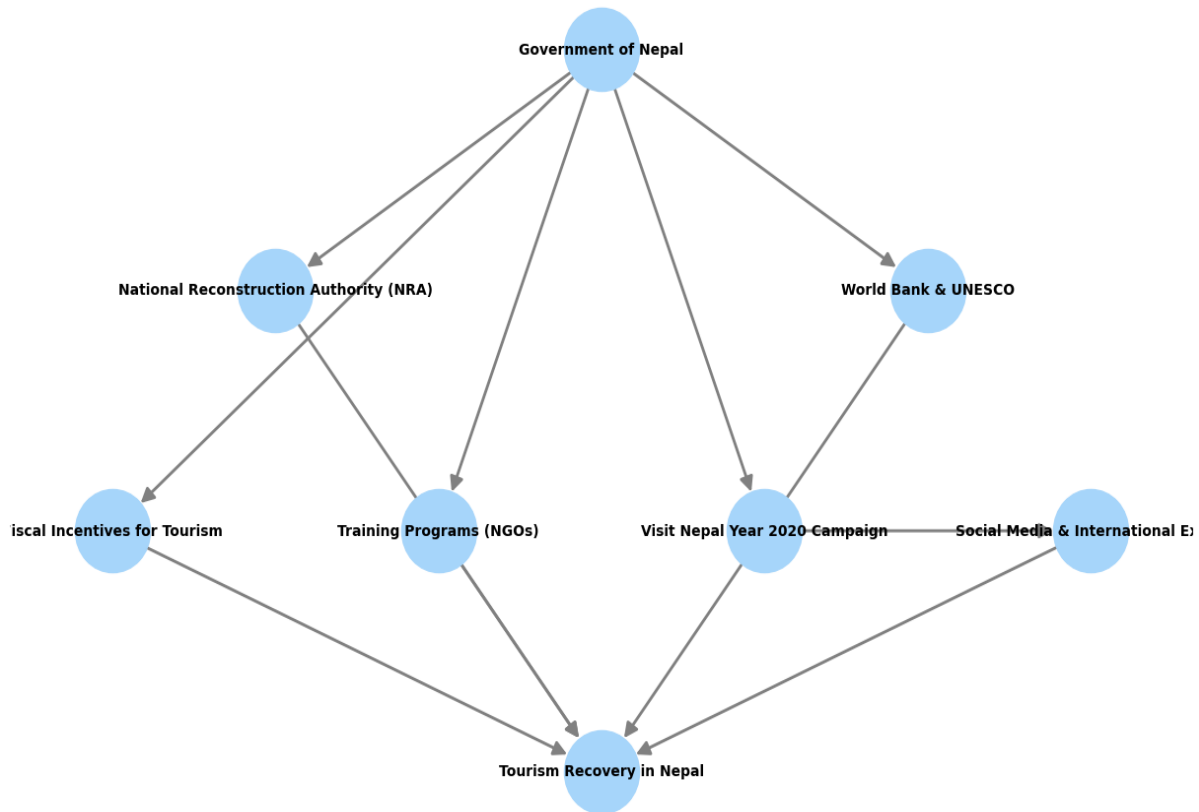 Government of Nepal
National Reconstruction Authority (NRA)
World Bank & UNESCO
iscal Incentives for Tourism
Training Programs (NGOs)
Visit Nepal Year 2020 Campaign
Social Media & International Ex
Tourism Recovery in Nepal